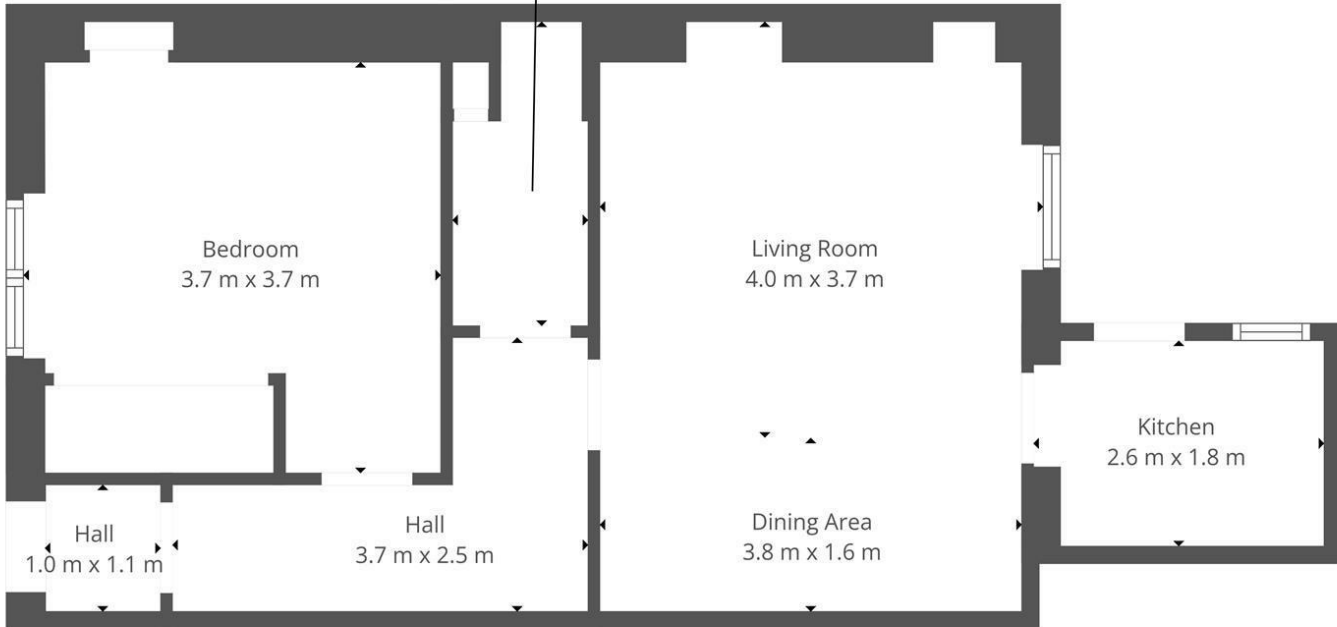 Bedroom
3.7 m x 3.7 m
Living Room
4.0 m x 3.7 m
Kitchen
2.6 m x 1.8 m
Hall
1.0 m x 1.1 m
Hall
3.7 m x 2.5 m
Dining Area
3.8 m x 1.6 m